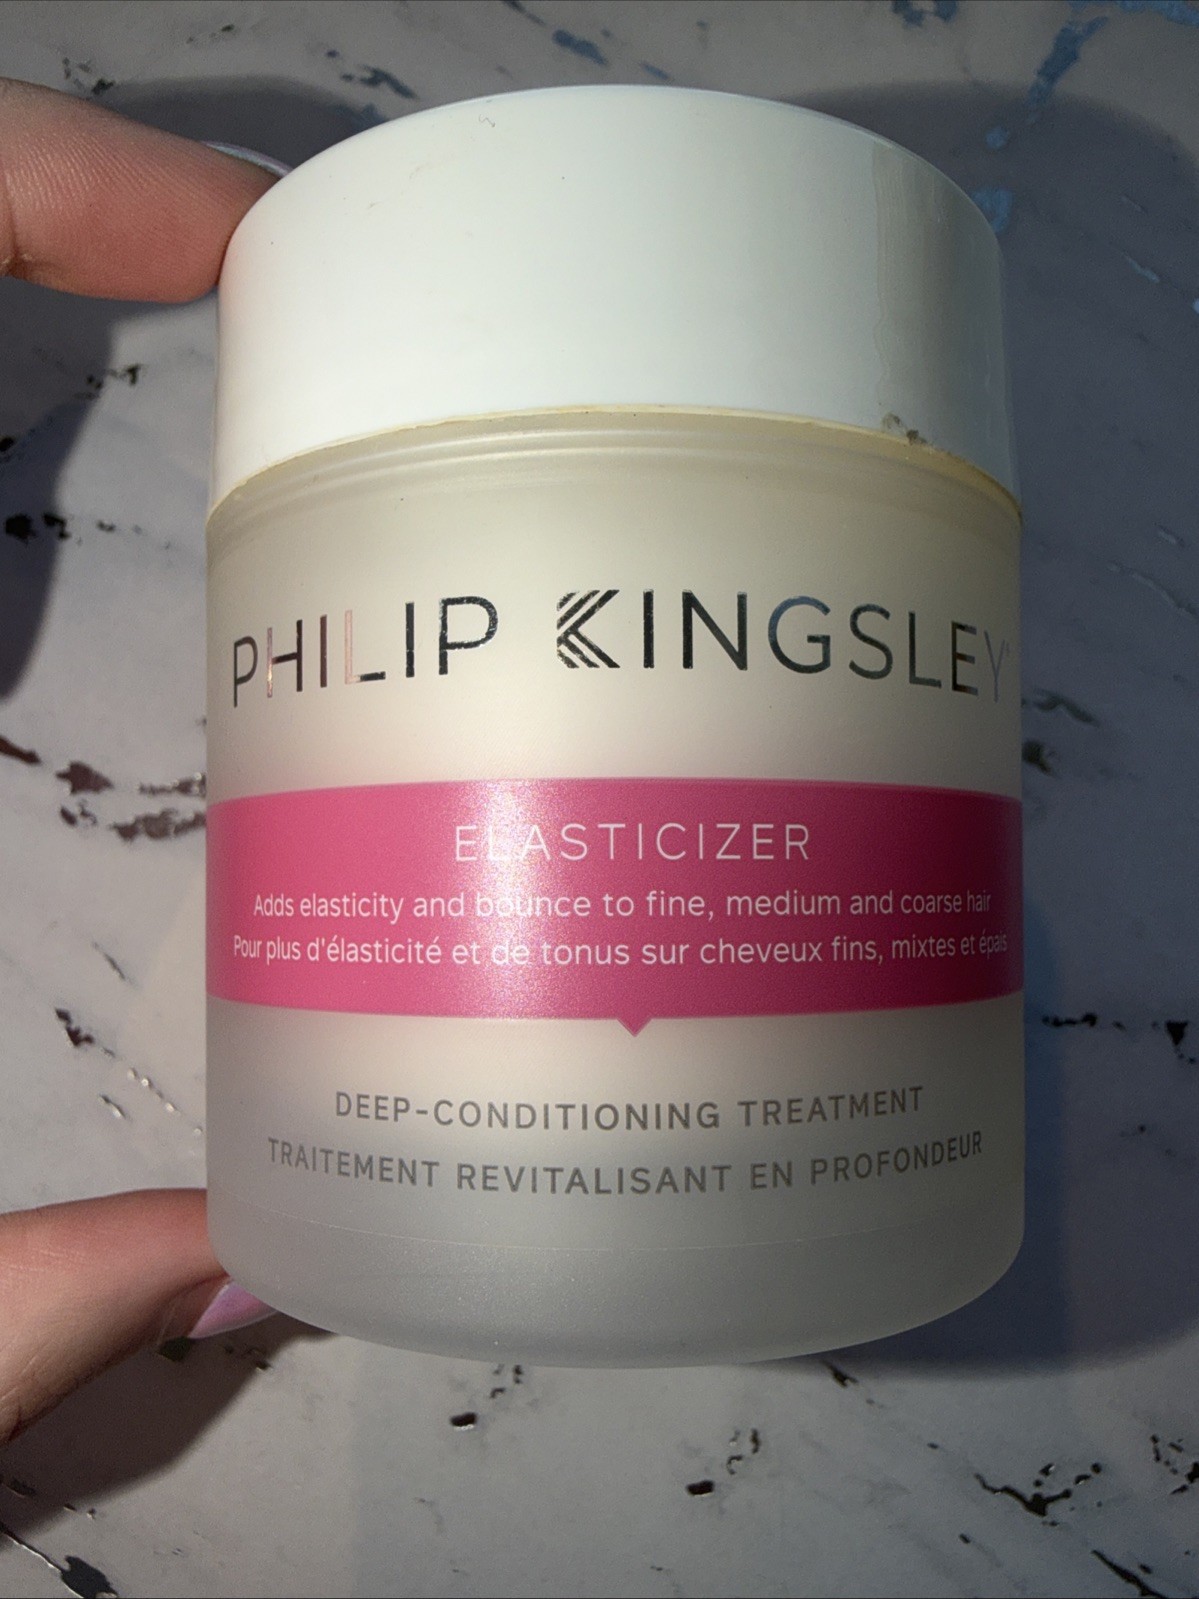 PHILIP KINGSLEY
ELASTICIZER
Adds elasticity and bounce to fine, medium and coarse hair
Pour plus d'élasticité et de tonus sur cheveux fins, mixtes et épais
DEEP-CONDITIONING TREATMENT
TRAITEMENT REVITALISANT EN PROFONDEUR